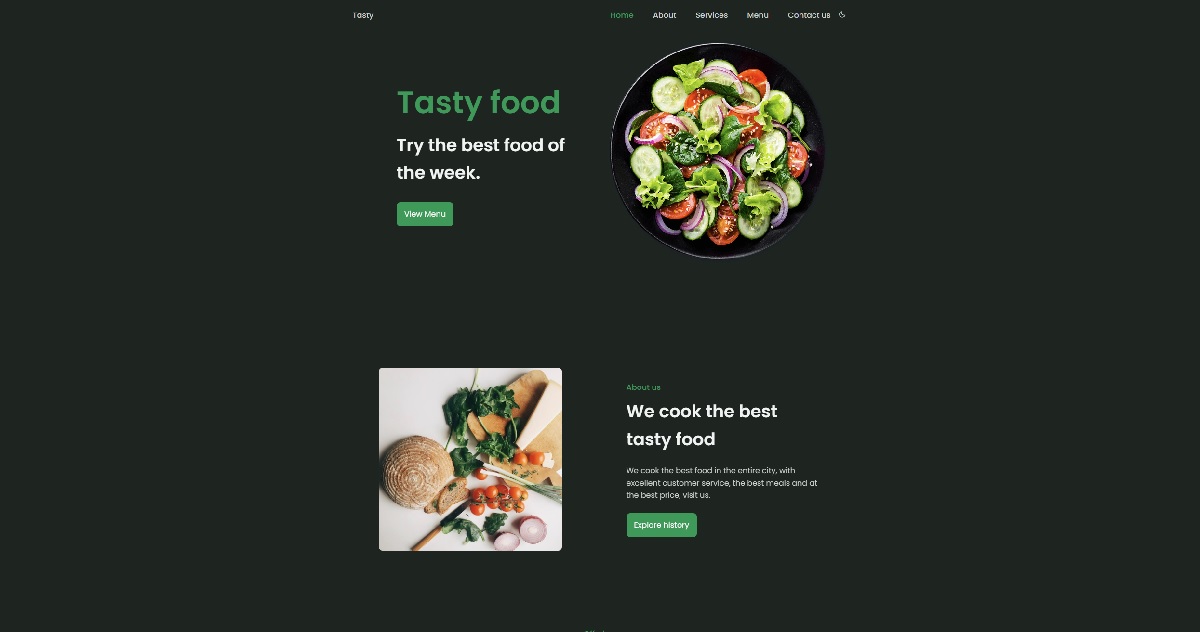 Tasty
Home About Services Menu Contact us
Tasty food
Try the best food of
the week.
View Menu
About us
We cook the best
tasty food
We cook the best food in the entire city, with
excellent customer service, the best meals and at
the best price, visit us.
Explore history